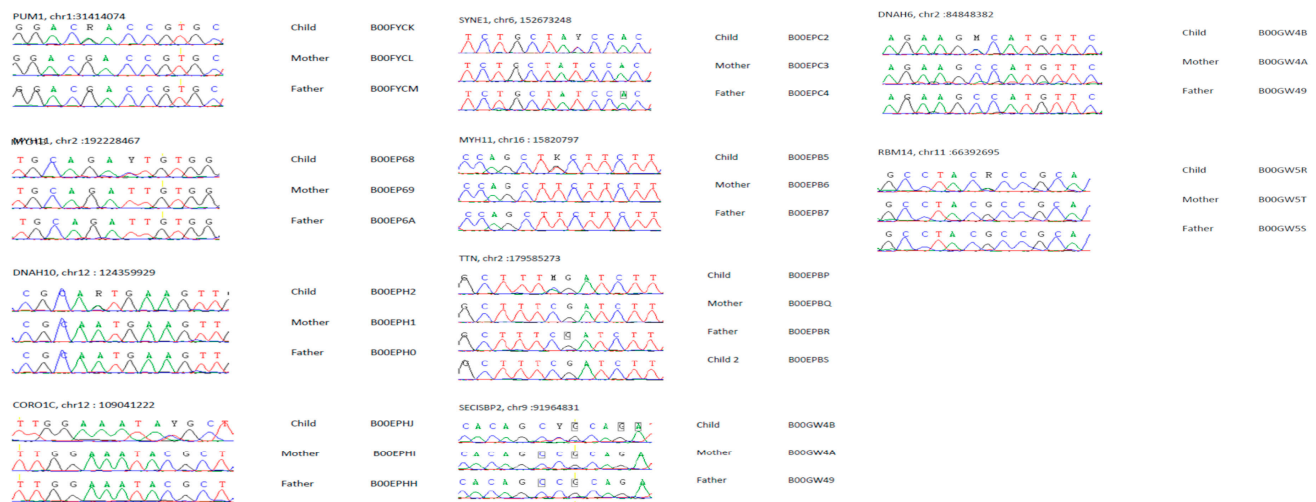 PUM1, chr1:31414074
G G A C R A C C G T G C Child B00FYCK
G G A C G A C C G T G C Mother B00FYCL
G G A C G A C C G T G C Father B00FYCM
MYH11, chr2 :192228467
T G C A G A Y T G T G G Child B00EP68
T G C A G A T T G T G G Mother B00EP69
T G C A G A T T G T G G Father B00EP6A
DNAH10, chr12 : 124359929
C G C A R T G A A G T T Child B00EPH2
C G C A A T G A A G T T Mother B00EPH1
C G C A A T G A A G T T Father B00EPH0
CORO1C, chr12 : 109041222
T T G G A A A T A Y G C T Child B00EPHJ
T T G G A A A T A C G C T Mother B00EPHI
T T G G A A A T A C G C T Father B00EPHH
SYNE1, chr6, 152673248
T C T G C T A Y C C A C Child B00EPC2
T C T G C T A T C C A C Mother B00EPC3
T C T G C T A T C C A C Father B00EPC4
MYH11, chr16 : 15820797
C C A G C T K C T T C T T Child B00EPB5
C C A G C T T C T T C T T Mother B00EPB6
C C A G C T T C T T C T T Father B00EPB7
TTN, chr2 :179585273
G C T T T M G A T C T T Child B00EPBP
G C T T T C G A T C T T Mother B00EPBQ
G C T T T C G A T C T T Father B00EPBR
G C T T T C G A T C T T Child 2 B00EPBS
SECISBP2, chr9 :91964831
C A C A G C Y G C A G A Child B00GW4B
C A C A G C C G C A G A Mother B00GW4A
C A C A G C C G C A G A Father B00GW49
DNAH6, chr2 :84848382
A G A A G M C A T G T T C Child B00GW4B
A G A A G C C A T G T T C Mother B00GW4A
A G A A G C C A T G T T C Father B00GW49
RBM14, chr11 :66392695
G C C T A C R C C G C A Child B00GW5R
G C C T A C G C C G C A Mother B00GW5T
G C C T A C G C C G C A Father B00GW5S